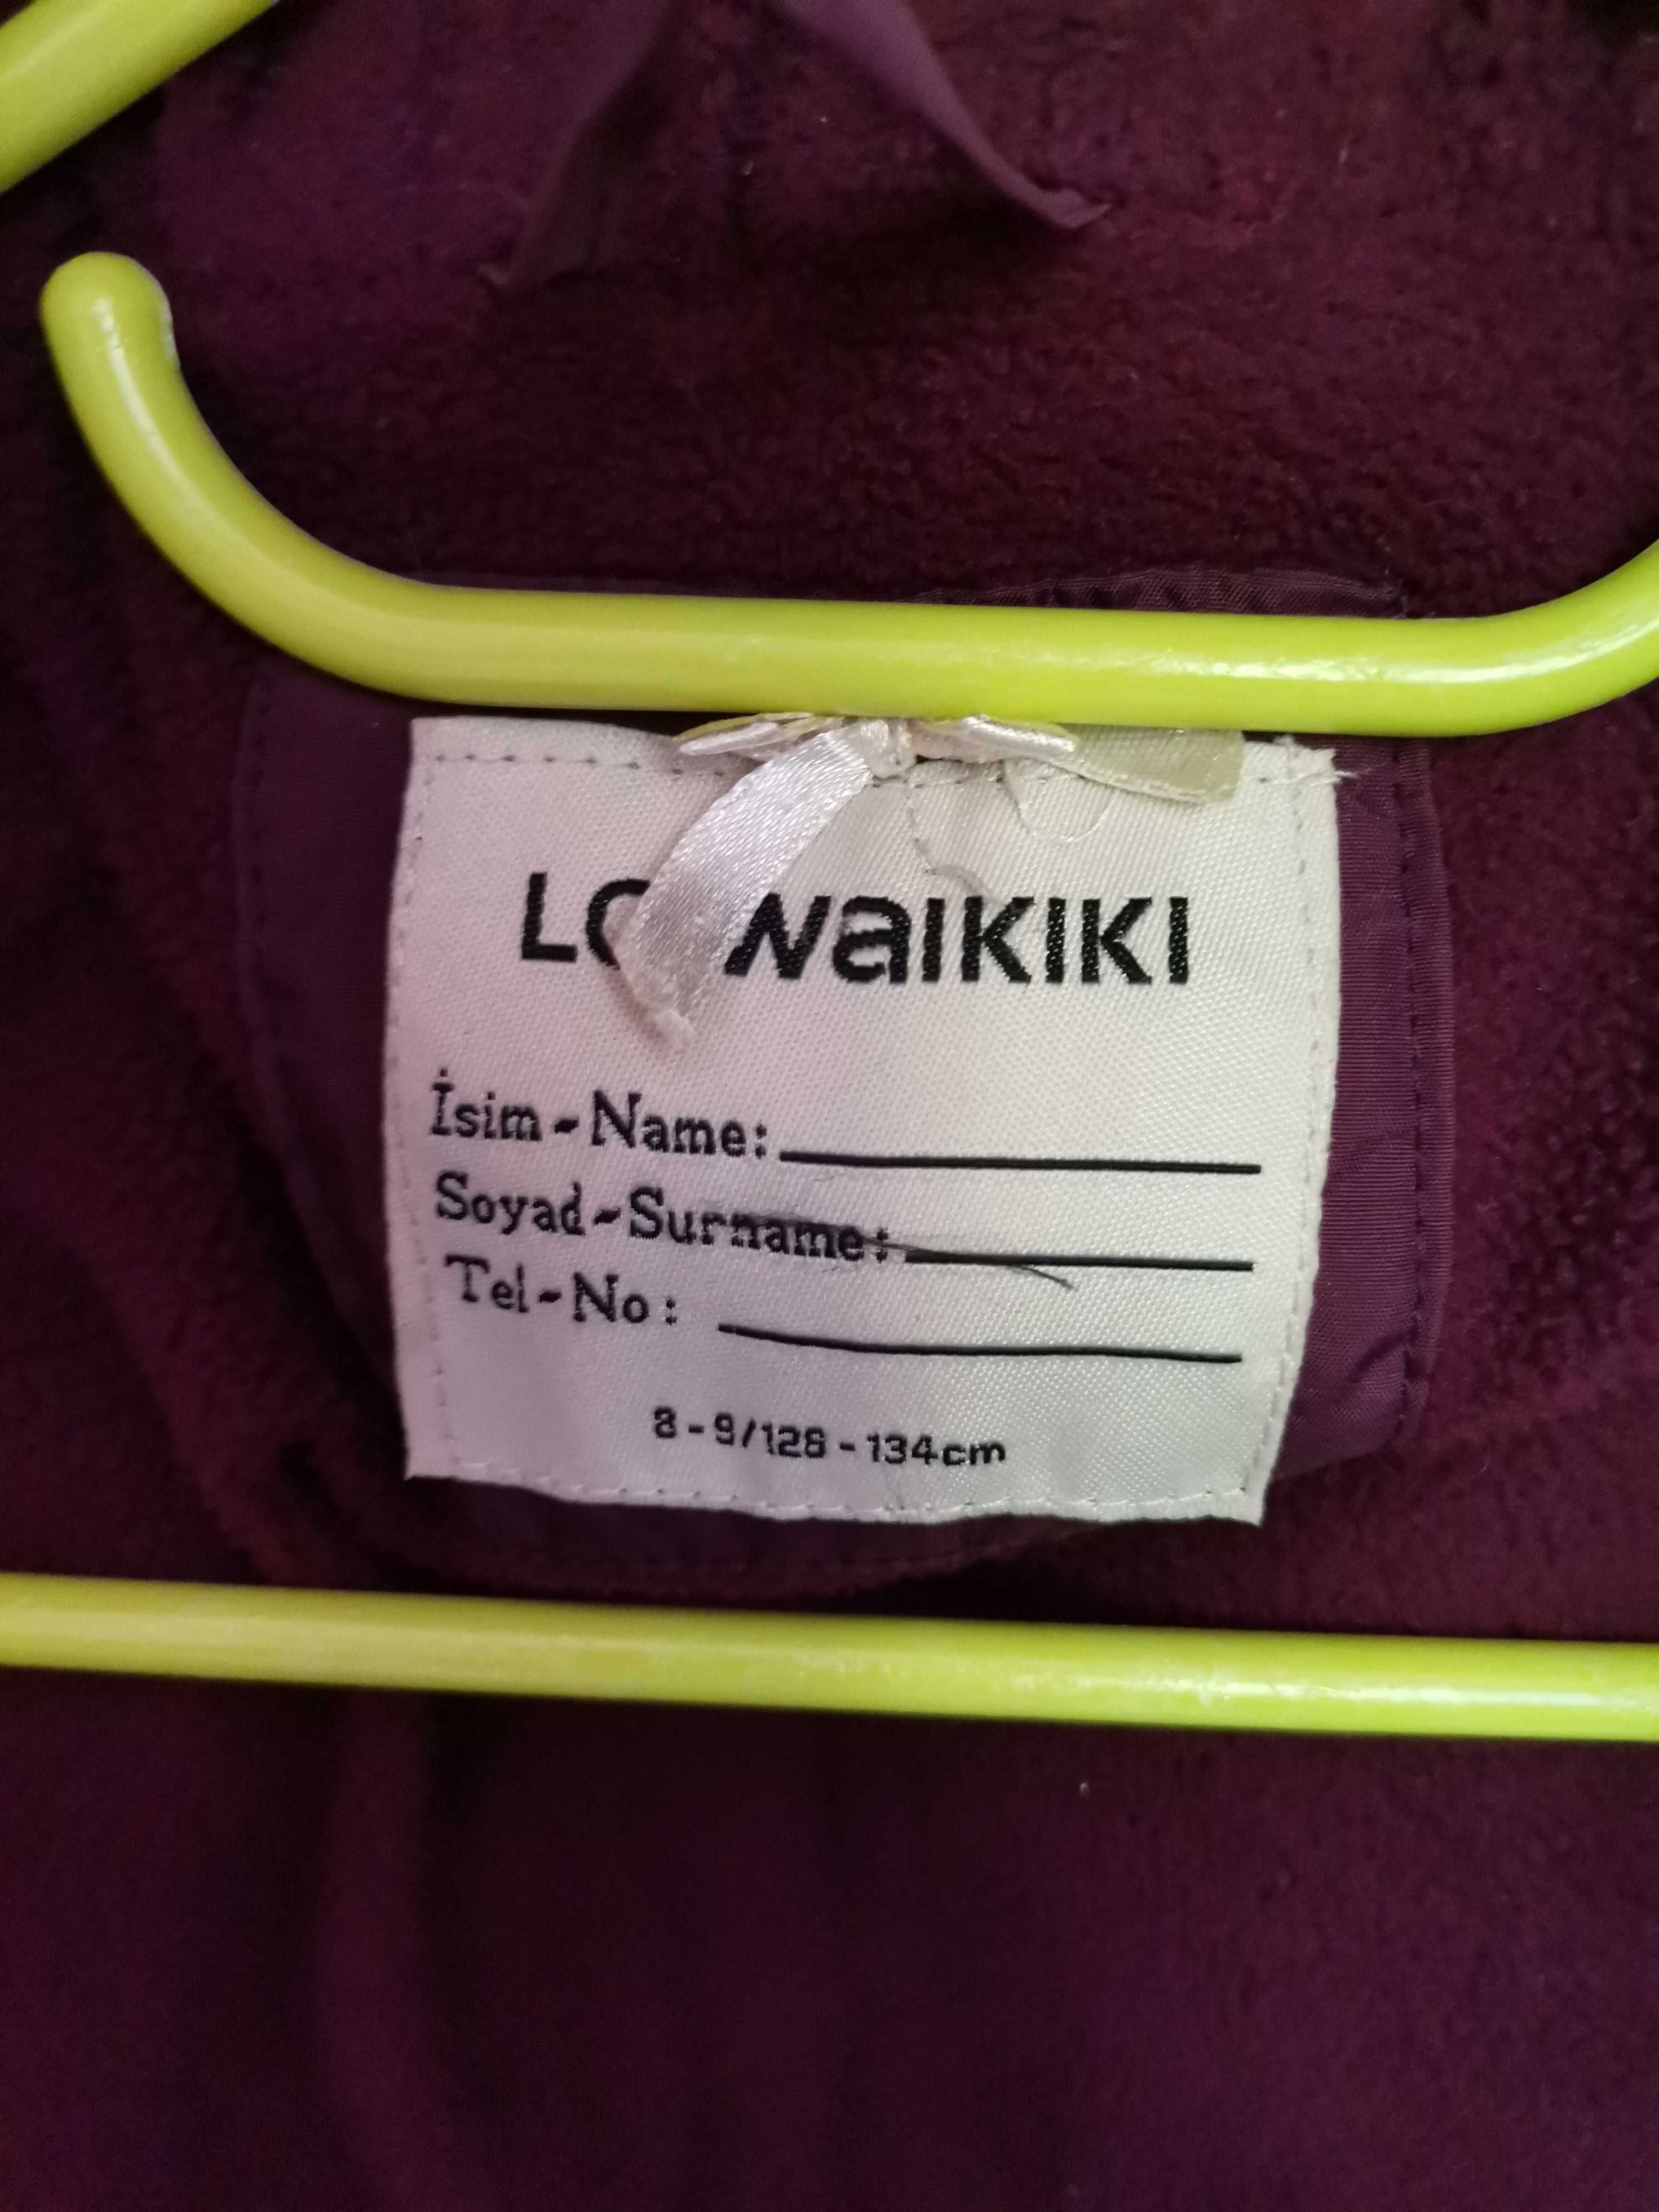 LC WAIKIKI
İsim-Name:
Soyad-Surname:
Tel-No:
8-9/128-134cm